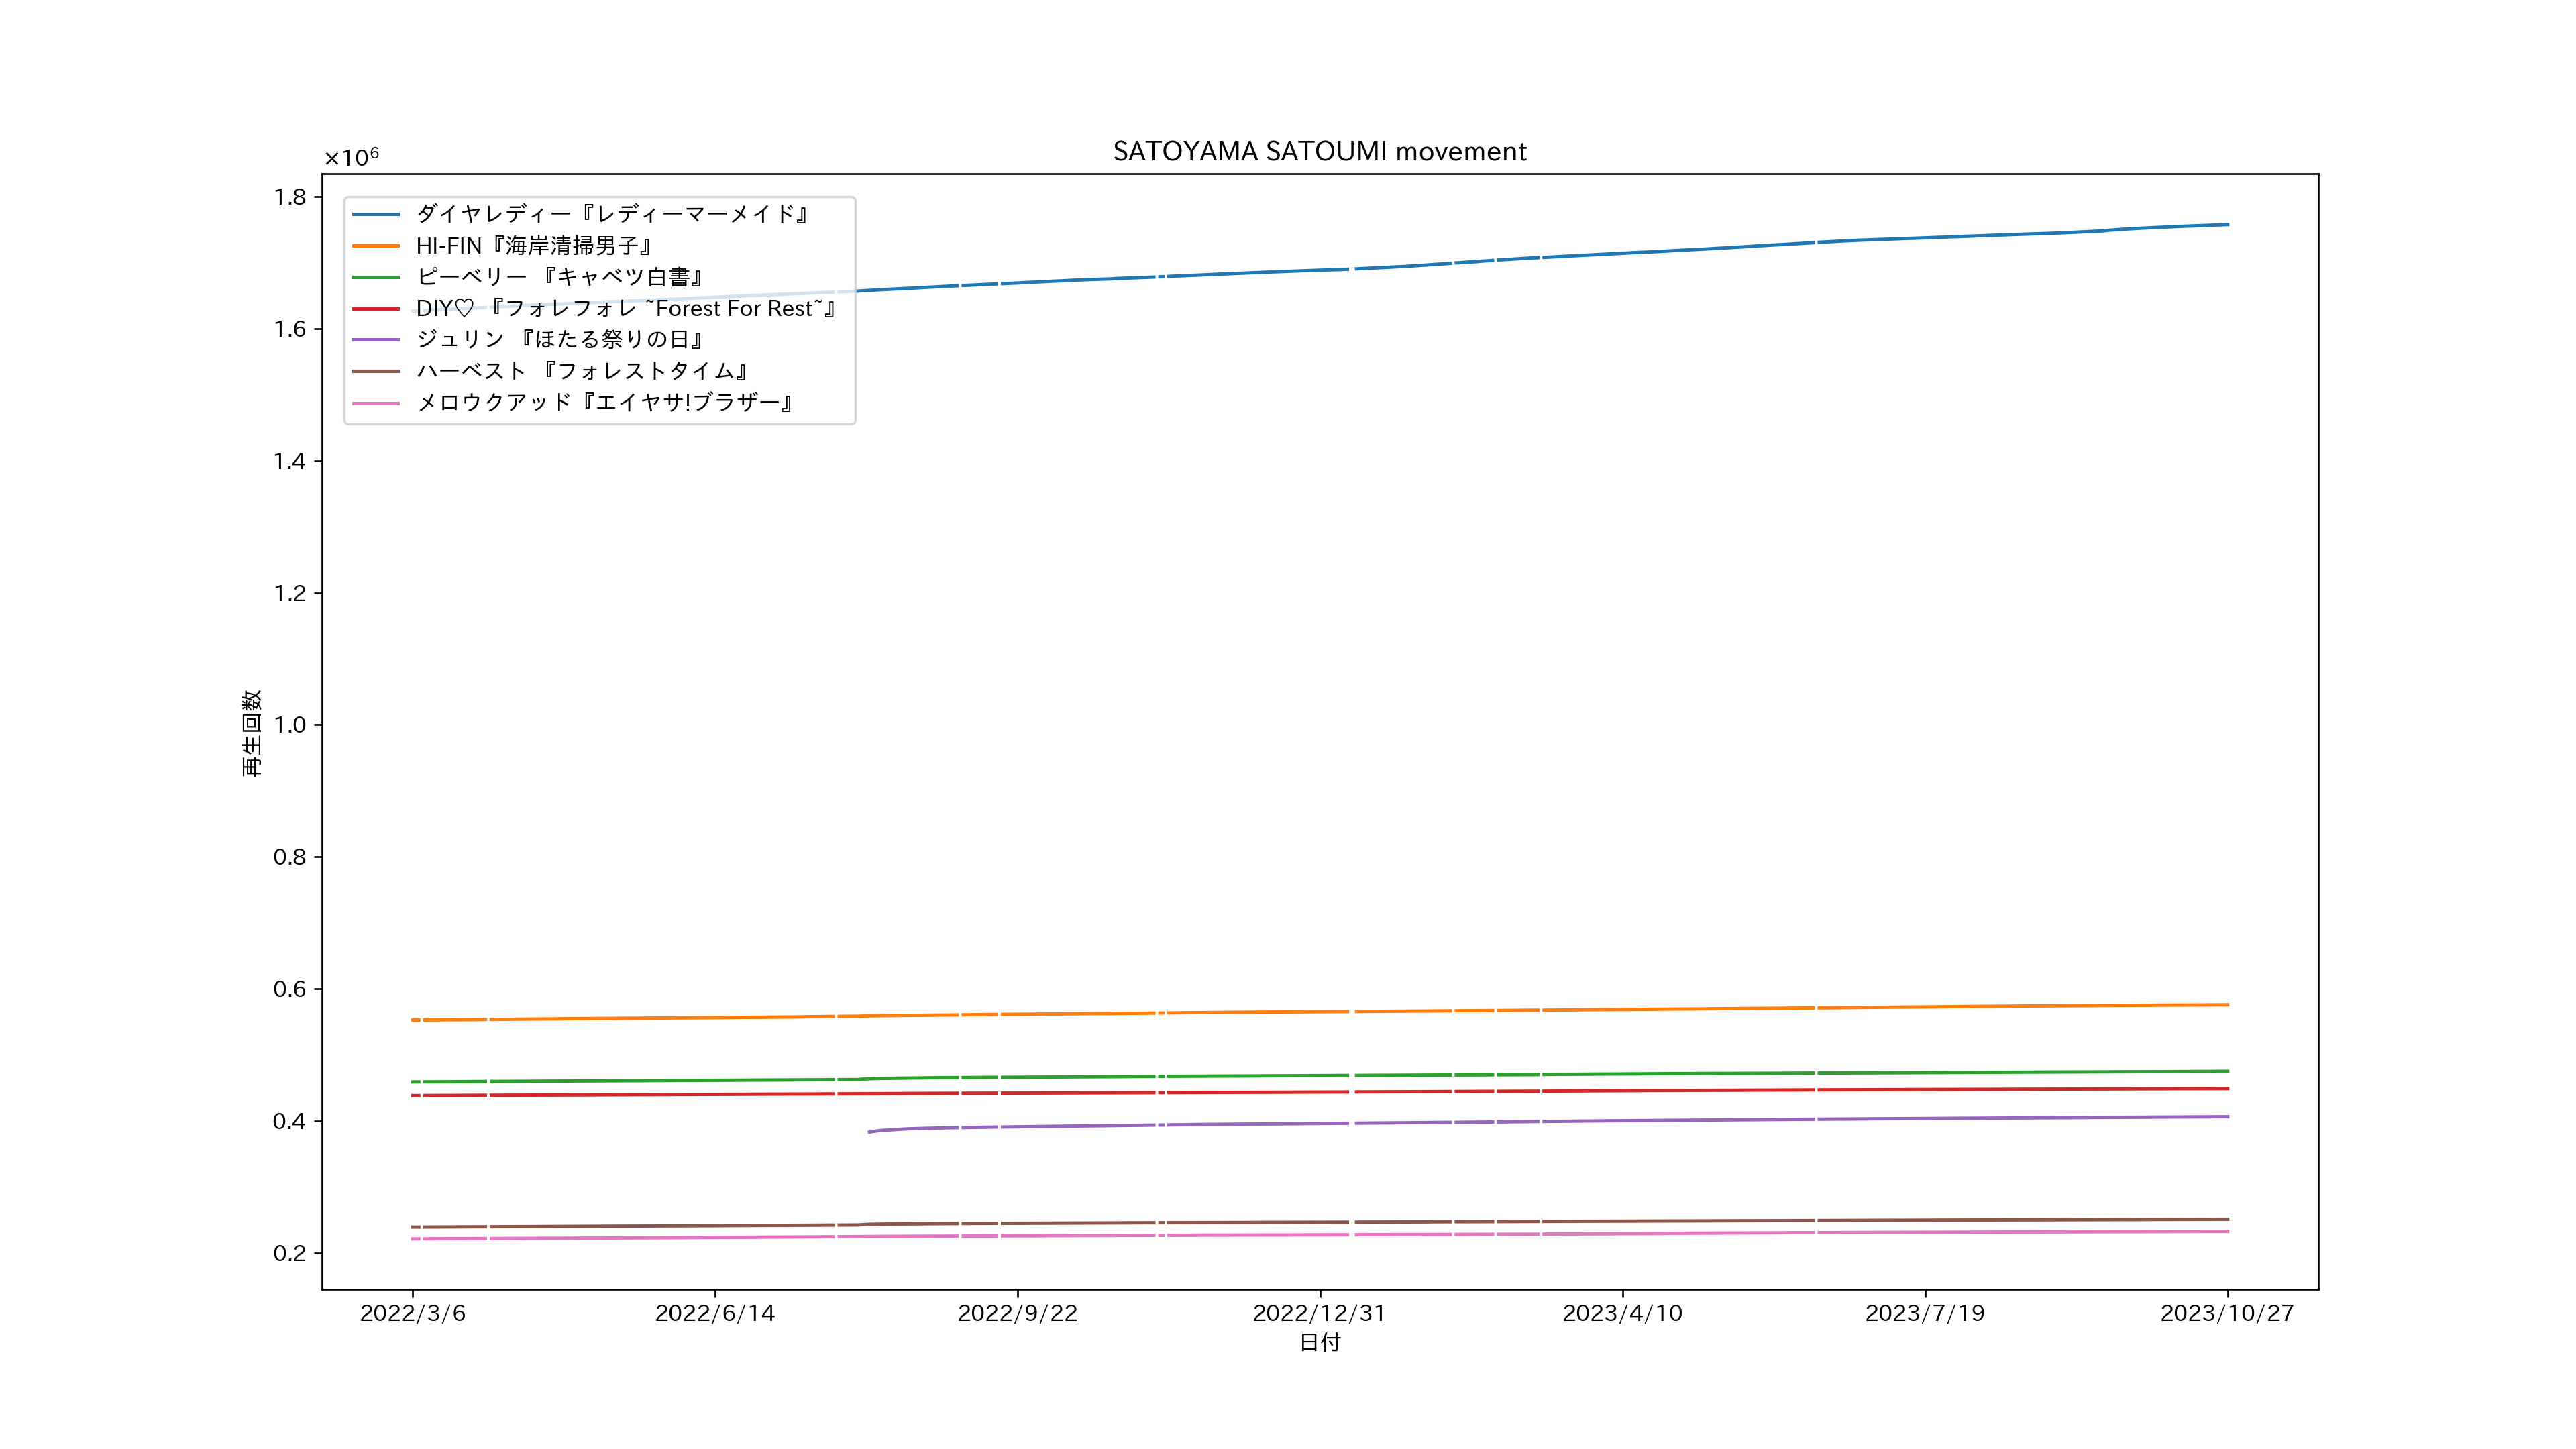 SATOYAMA SATOUMI movement
×10⁶
1.8
1.6
1.4
1.2
1.0
0.8
0.6
0.4
0.2
再生回数
ダイヤレディー『レディーマーメイド』
HI-FIN『海岸清掃男子』
ピーベリー 『キャベツ白書』
DIY♡ 『フォレフォレ ~Forest For Rest~』
ジュリン 『ほたる祭りの日』
ハーベスト 『フォレストタイム』
メロウクアッド『エイヤサ!ブラザー』
2022/3/6 2022/6/14 2022/9/22 2022/12/31 2023/4/10 2023/7/19 2023/10/27
日付